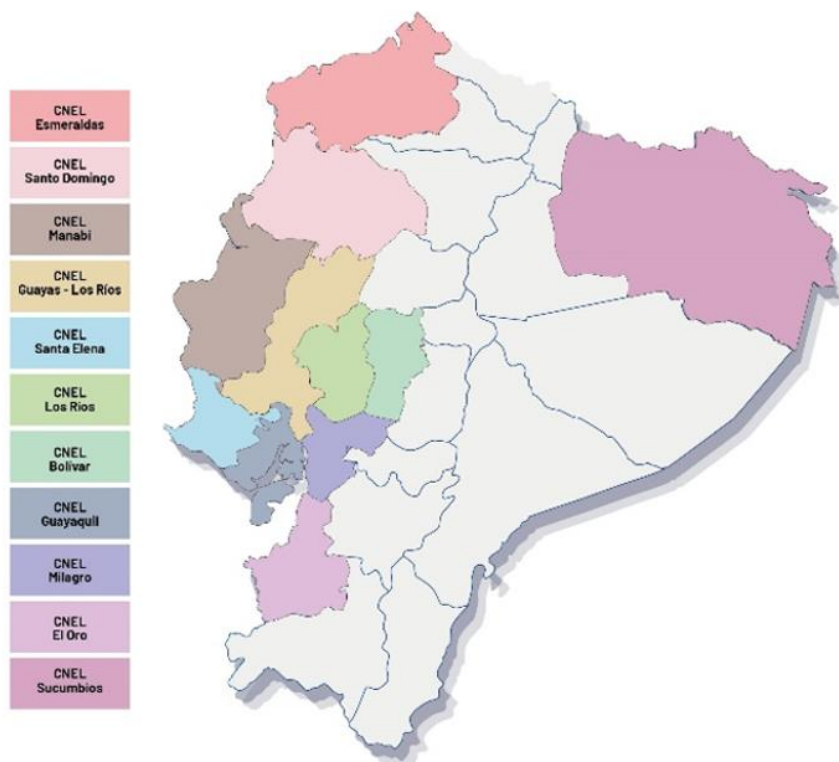 CNEL
Esmeraldas
CNEL
Santo Domingo
CNEL
Manabí
CNEL
Guayas - Los Ríos
CNEL
Santa Elena
CNEL
Los Ríos
CNEL
Bolívar
CNEL
Guayaquil
CNEL
Milagro
CNEL
El Oro
CNEL
Sucumbios